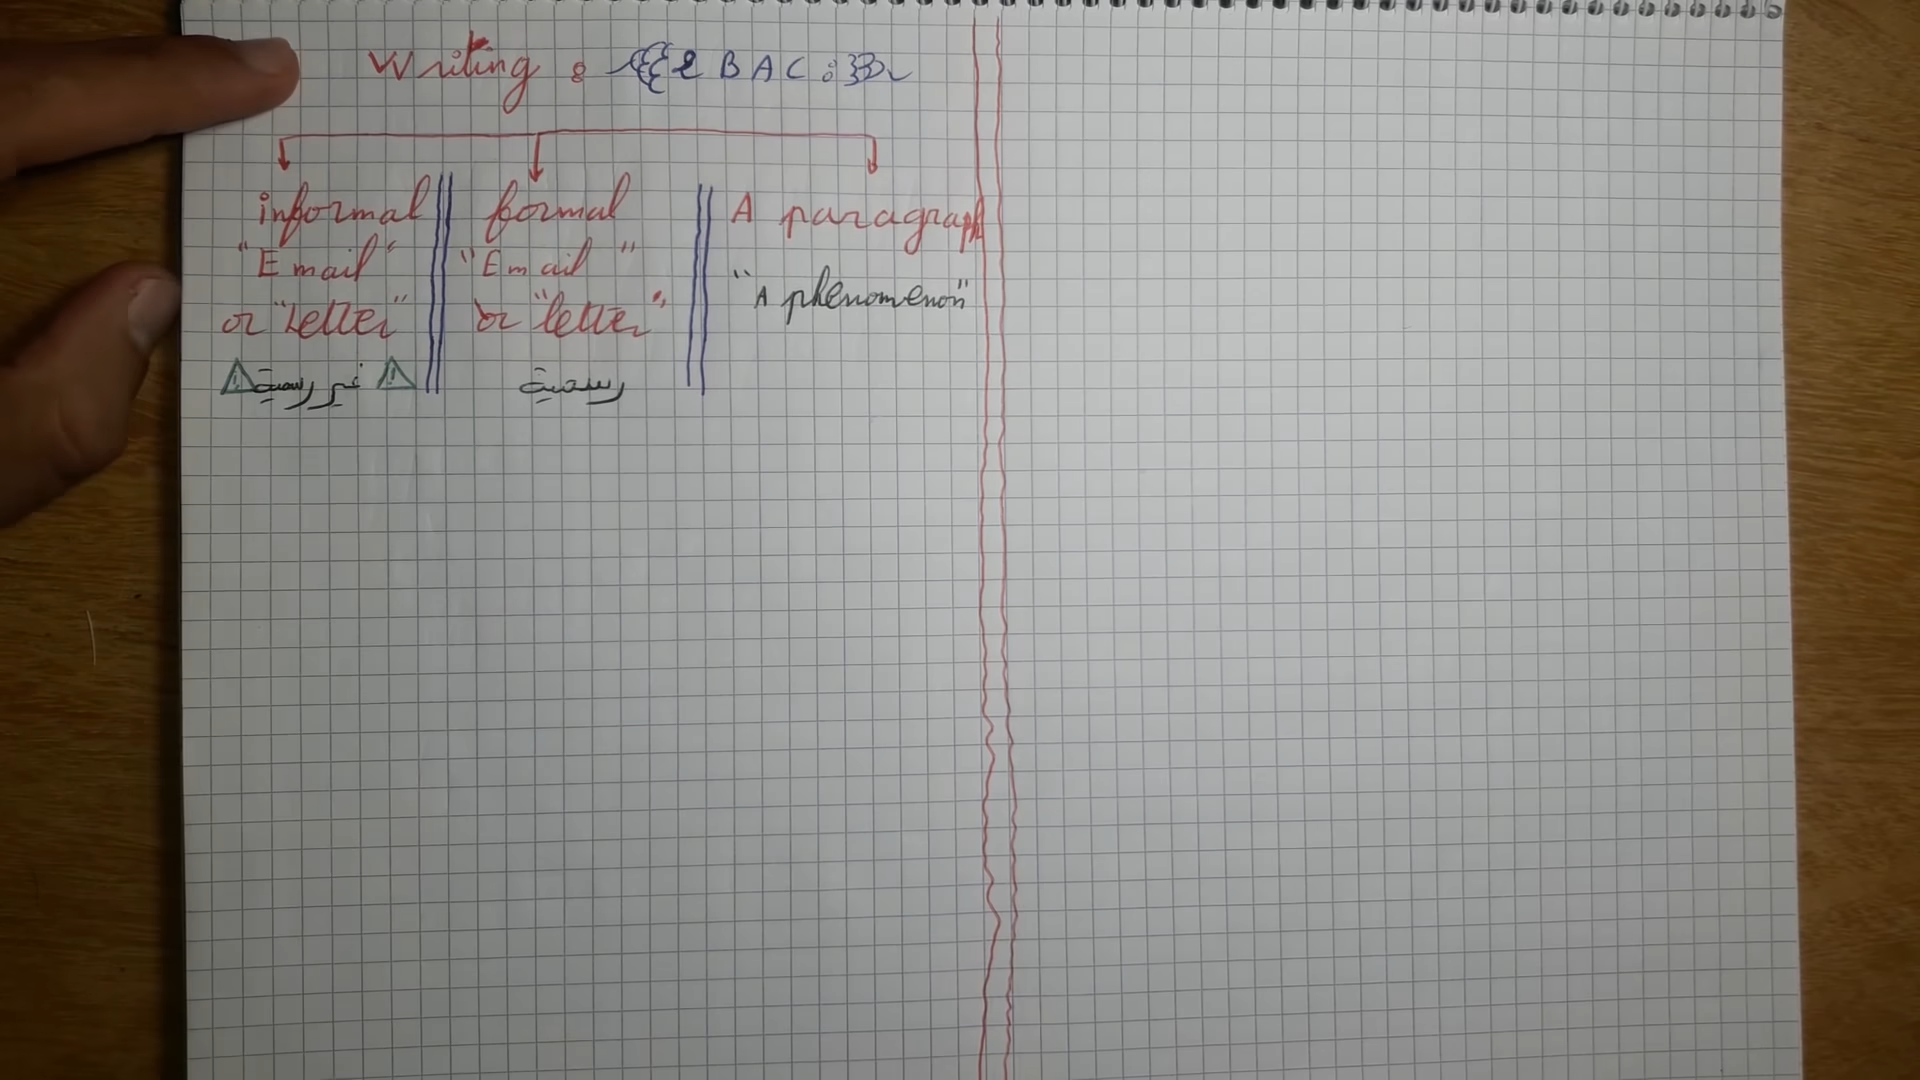 Writing : {{{2 BAC:}}}
informal
"Email"
or "Letter"
غير رسمية
formal
"Email"
or "letter"
رسمية
A paragraph
"A phenomenon"